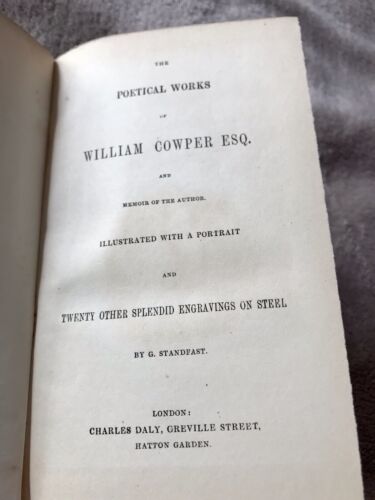 THE
POETICAL WORKS
OF
WILLIAM COWPER ESQ.
AND
MEMOIR OF THE AUTHOR.
ILLUSTRATED WITH A PORTRAIT
AND
TWENTY OTHER SPLENDID ENGRAVINGS ON STEEL
BY G. STANDFAST.
LONDON:
CHARLES DALY, GREVILLE STREET,
HATTON GARDEN.